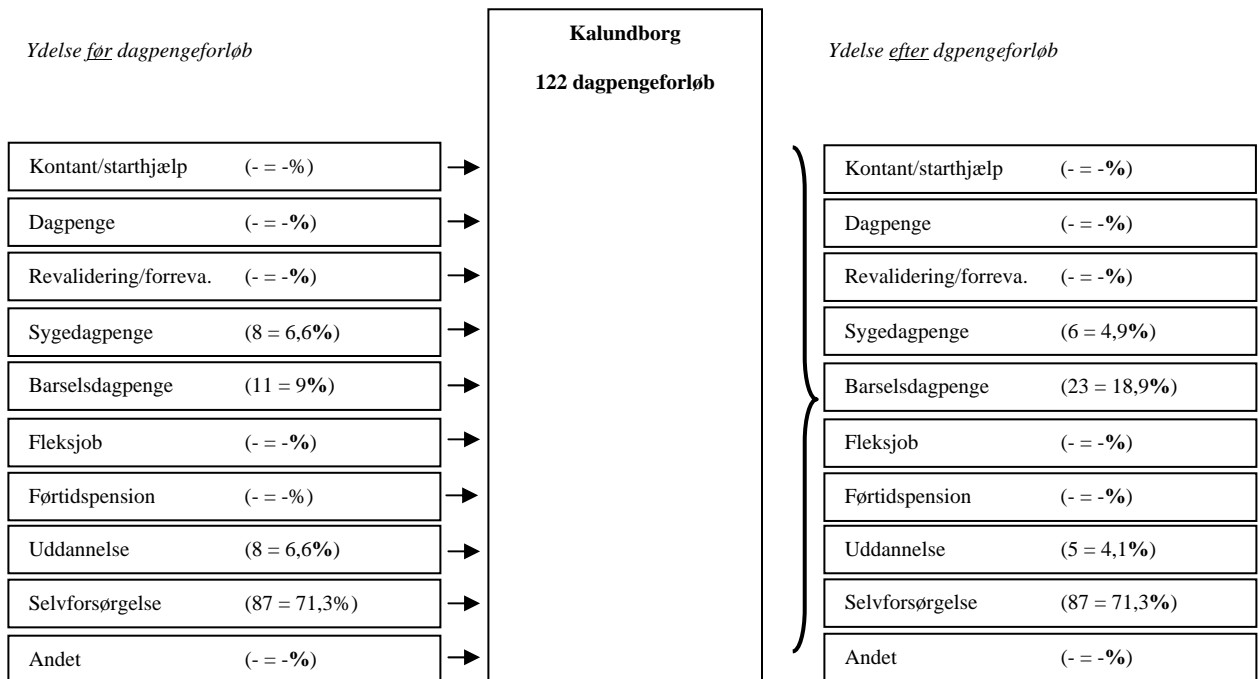 Kalundborg
122 dagpengeforløb
Ydelse før dagpengeforløb
Ydelse efter dgpengeforløb
Kontant/starthjælp (- = -%)
Dagpenge (- = -%)
Revalidering/forreva. (- = -%)
Sygedagpenge (8 = 6,6%)
Barselsdagpenge (11 = 9%)
Fleksjob (- = -%)
Førtidspension (- = -%)
Uddannelse (8 = 6,6%)
Selvforsørgelse (87 = 71,3%)
Andet (- = -%)
Kontant/starthjælp (- = -%)
Dagpenge (- = -%)
Revalidering/forreva. (- = -%)
Sygedagpenge (6 = 4,9%)
Barselsdagpenge (23 = 18,9%)
Fleksjob (- = -%)
Førtidspension (- = -%)
Uddannelse (5 = 4,1%)
Selvforsørgelse (87 = 71,3%)
Andet (- = -%)